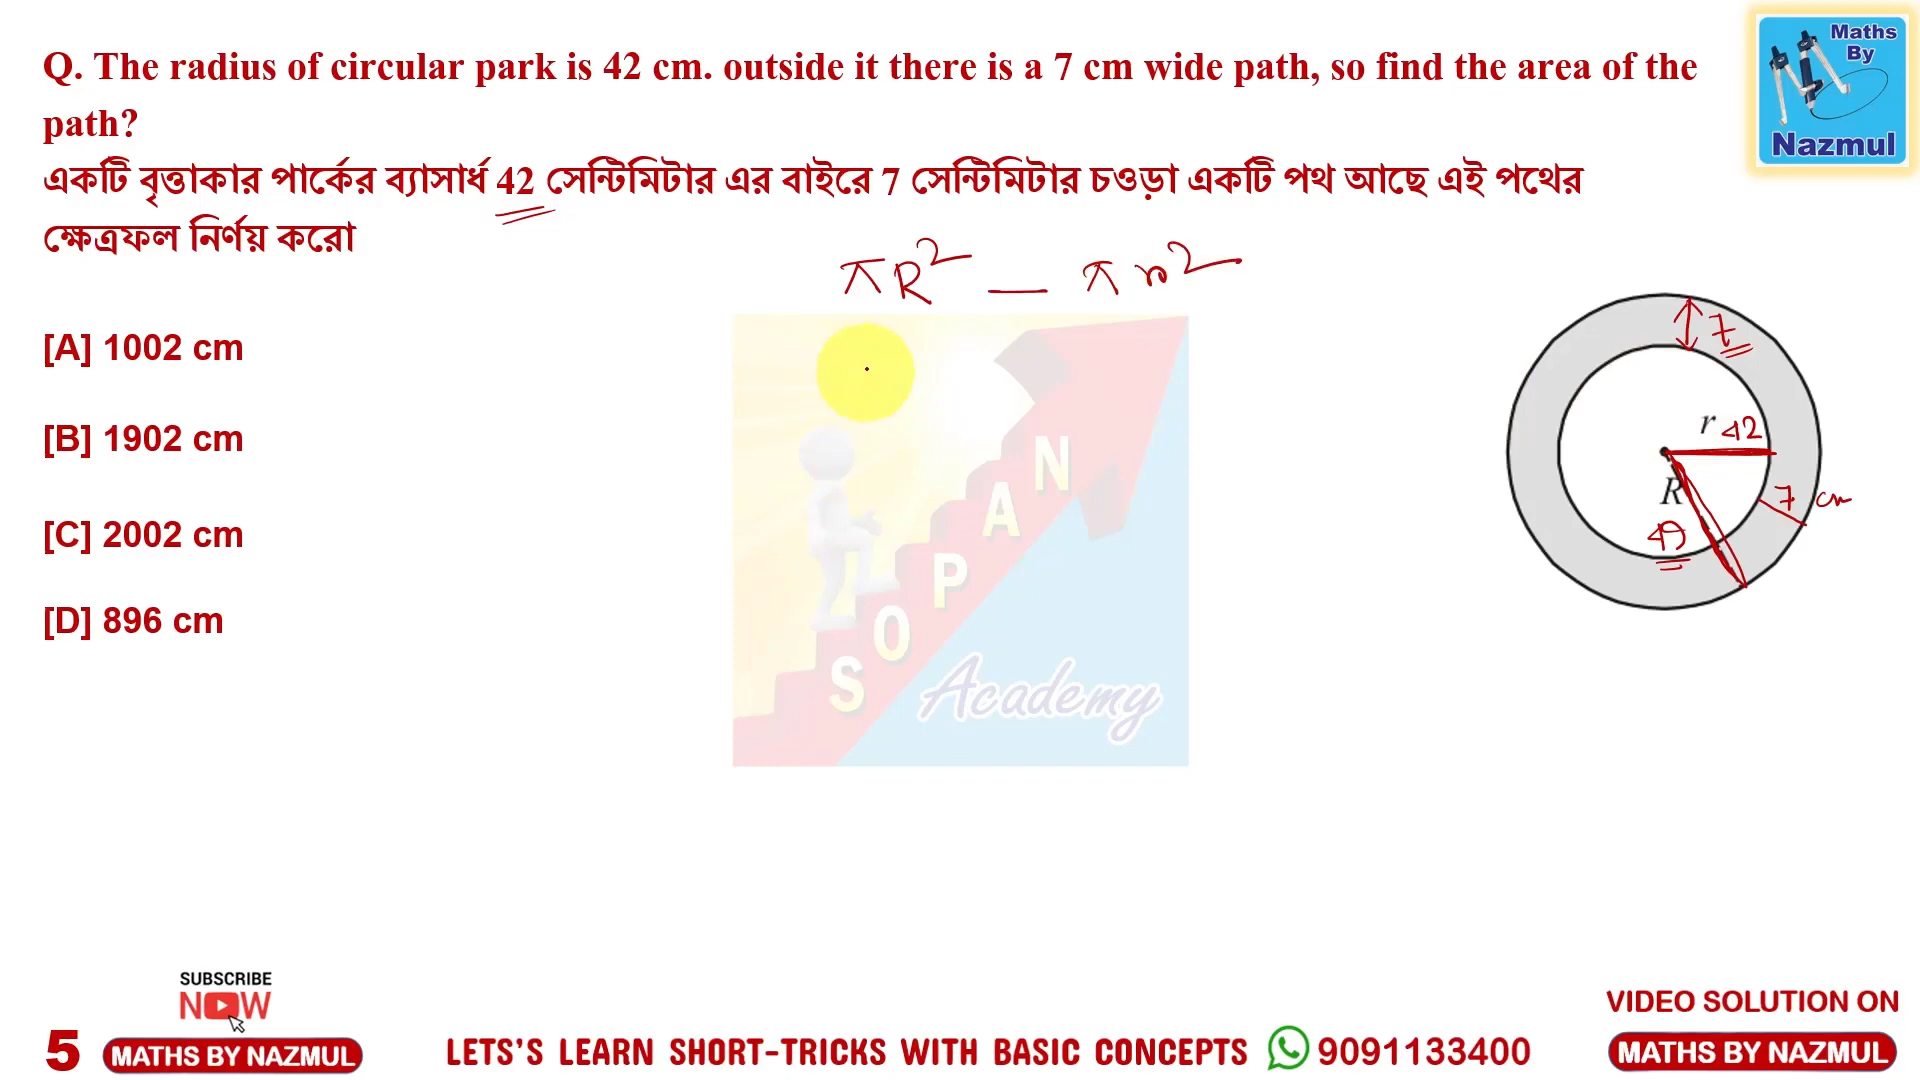 Q. The radius of circular park is 42 cm. outside it there is a 7 cm wide path, so find the area of the
path?
একটি বৃত্তাকার পার্কের ব্যাসার্ধ 42 সেন্টিমিটার এর বাইরে 7 সেন্টিমিটার চওড়া একটি পথ আছে এই পথের
ক্ষেত্রফল নির্ণয় করো
Maths
By
Nazmul
πR² — πr²
[A] 1002 cm
[B] 1902 cm
[C] 2002 cm
[D] 896 cm
7
r 42
R
7 cm
49
SOPAN
Academy
SUBSCRIBE
NOW
5 MATHS BY NAZMUL
LETS’S LEARN SHORT-TRICKS WITH BASIC CONCEPTS 9091133400
VIDEO SOLUTION ON
MATHS BY NAZMUL